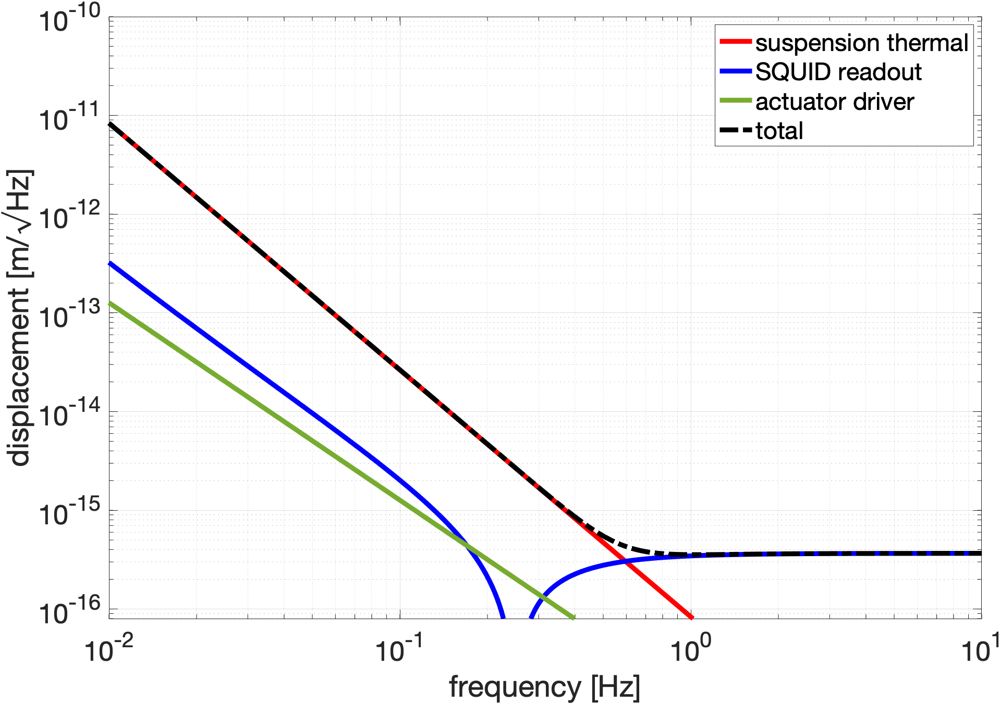 10^-10
10^-11
10^-12
10^-13
10^-14
10^-15
10^-16
displacement [m/√Hz]
suspension thermal
SQUID readout
actuator driver
total
10^-2 10^-1 10^0 10^1
frequency [Hz]